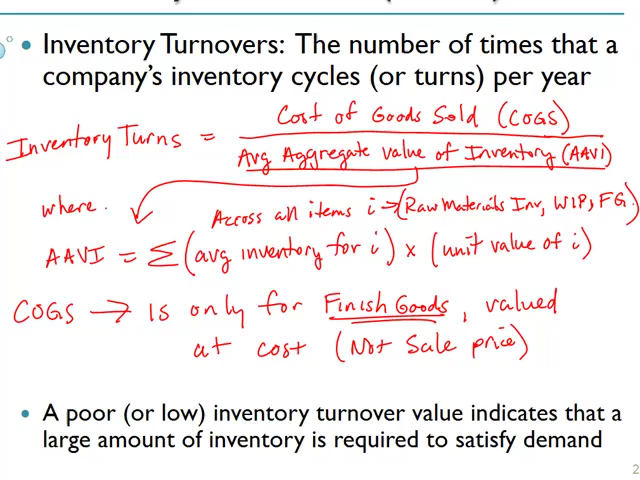 • Inventory Turnovers: The number of times that a
company's inventory cycles (or turns) per year
Inventory Turns = Cost of Goods Sold (COGS)
Avg Aggregate Value of Inventory (AAVI)
where. Across all items i → (Raw Materials Inv, WIP, FG)
AAVI = Σ (avg inventory for i) × (unit value of i)
COGS → is only for Finish Goods, valued
at cost (Not Sale price)
• A poor (or low) inventory turnover value indicates that a
large amount of inventory is required to satisfy demand
2